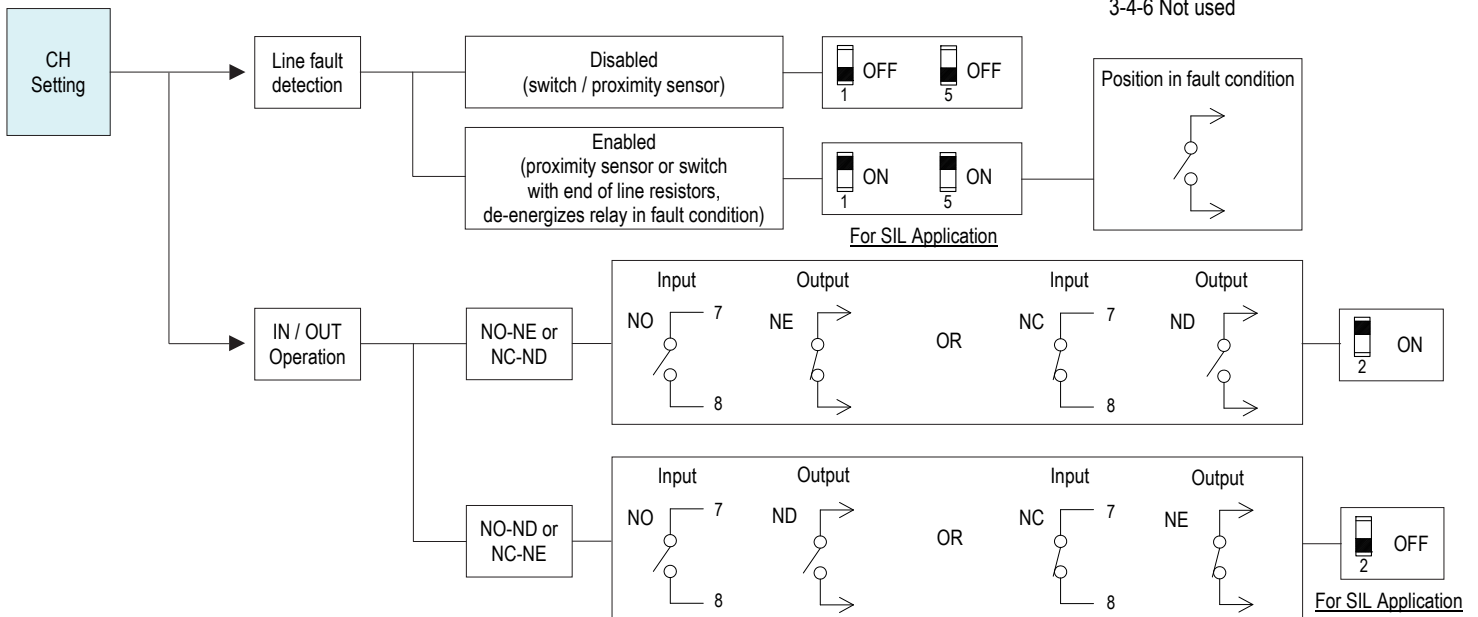 3-4-6 Not used
CH
Setting
Line fault
detection
Disabled
(switch / proximity sensor)
OFF
1
OFF
5
Position in fault condition
Enabled
(proximity sensor or switch
with end of line resistors,
de-energizes relay in fault condition)
ON
1
ON
5
For SIL Application
IN / OUT
Operation
NO-NE or
NC-ND
Input
Output
Input
Output
NO
7
8
NE
OR
NC
7
8
ND
ON
2
NO-ND or
NC-NE
Input
Output
Input
Output
NO
7
8
ND
OR
NC
7
8
NE
OFF
2
For SIL Application